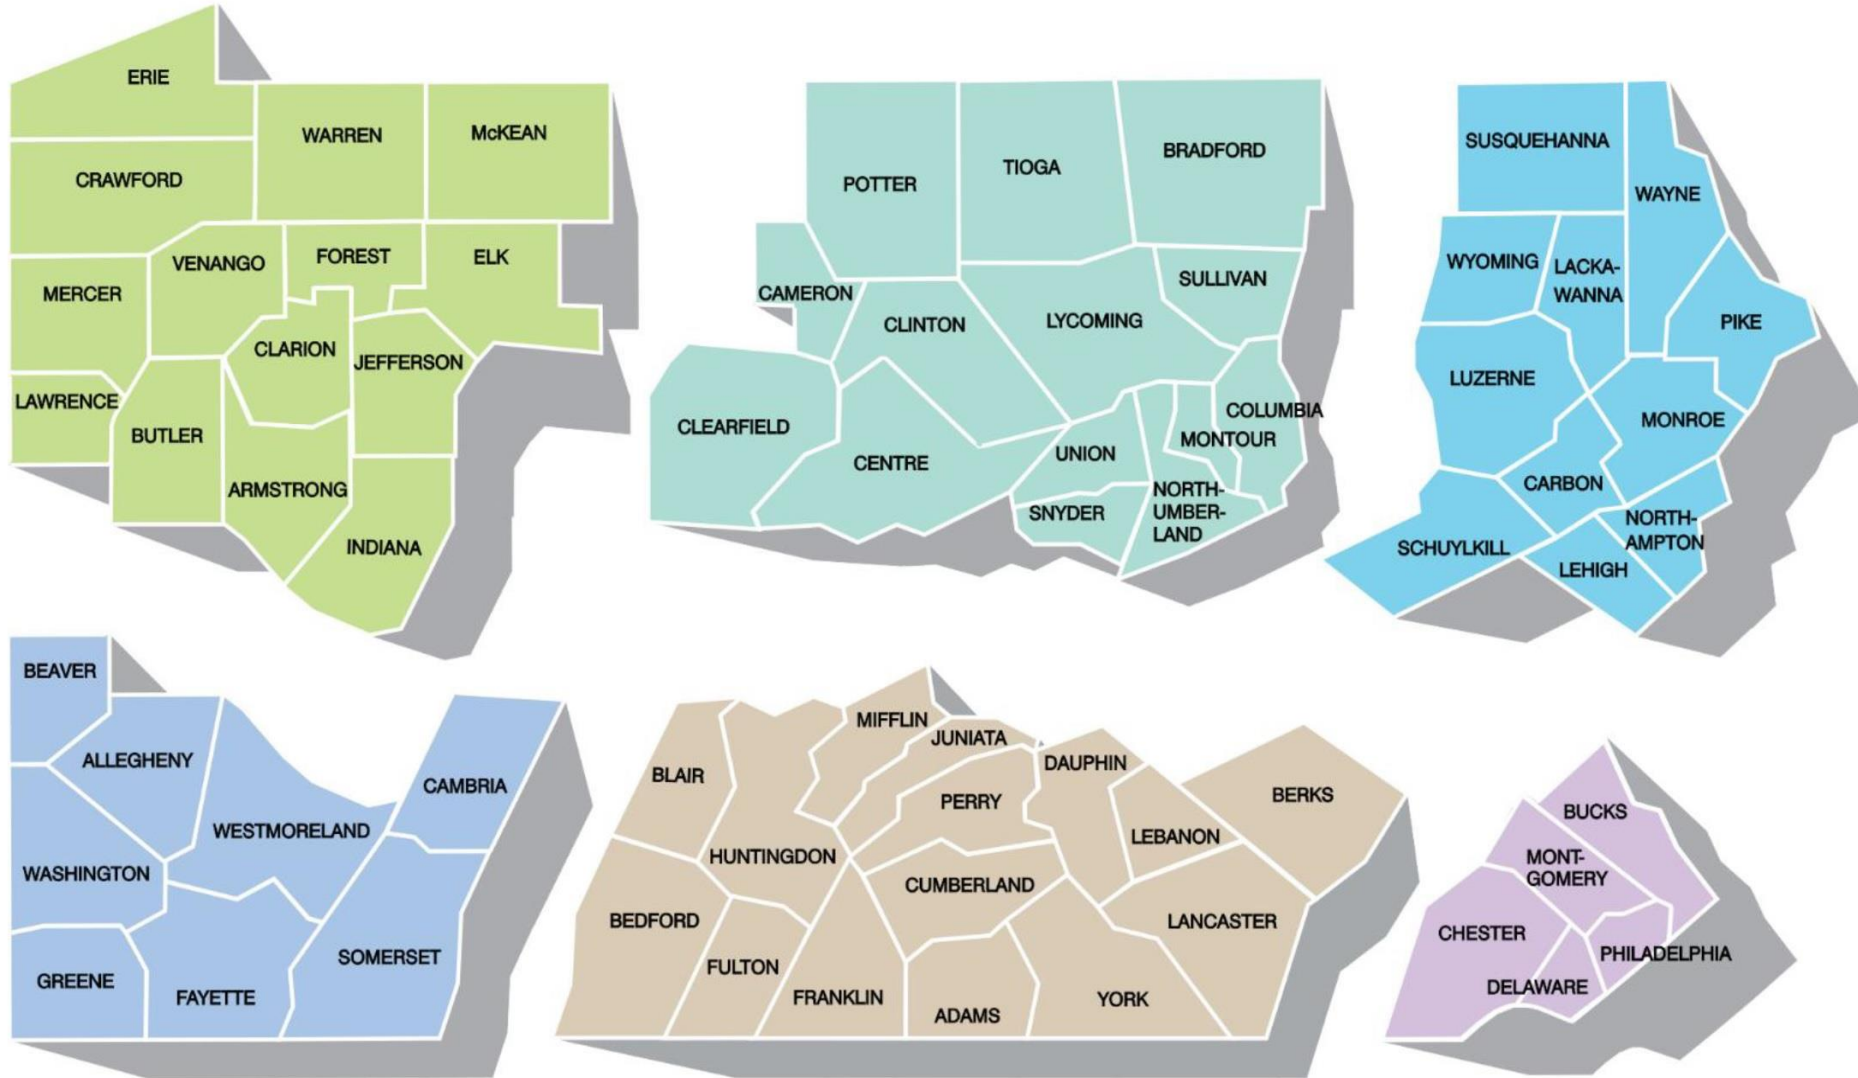 ERIE
WARREN
McKEAN
CRAWFORD
VENANGO
FOREST
ELK
MERCER
CLARION
JEFFERSON
LAWRENCE
BUTLER
ARMSTRONG
INDIANA
POTTER
TIOGA
BRADFORD
CAMERON
CLINTON
LYCOMING
SULLIVAN
CLEARFIELD
CENTRE
UNION
MONTOUR
COLUMBIA
SNYDER
NORTH-
UMBER-
LAND
SUSQUEHANNA
WAYNE
WYOMING
LACKA-
WANNA
PIKE
LUZERNE
MONROE
CARBON
SCHUYLKILL
NORTH-
AMPTON
LEHIGH
BEAVER
ALLEGHENY
WESTMORELAND
CAMBRIA
WASHINGTON
GREENE
FAYETTE
SOMERSET
MIFFLIN
JUNIATA
BLAIR
DAUPHIN
PERRY
BERKS
LEBANON
HUNTINGDON
CUMBERLAND
BEDFORD
LANCASTER
FULTON
FRANKLIN
ADAMS
YORK
BUCKS
MONT-
GOMERY
CHESTER
PHILADELPHIA
DELAWARE